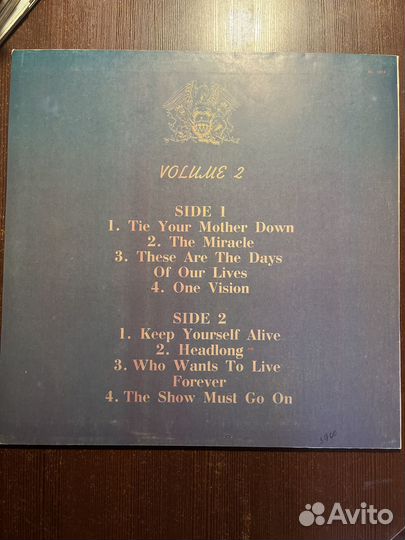 VOLUME 2
SIDE 1
1. Tie Your Mother Down
2. The Miracle
3. These Are The Days
Of Our Lives
4. One Vision
SIDE 2
1. Keep Yourself Alive
2. Headlong
3. Who Wants To Live
Forever
4. The Show Must Go On
Avito